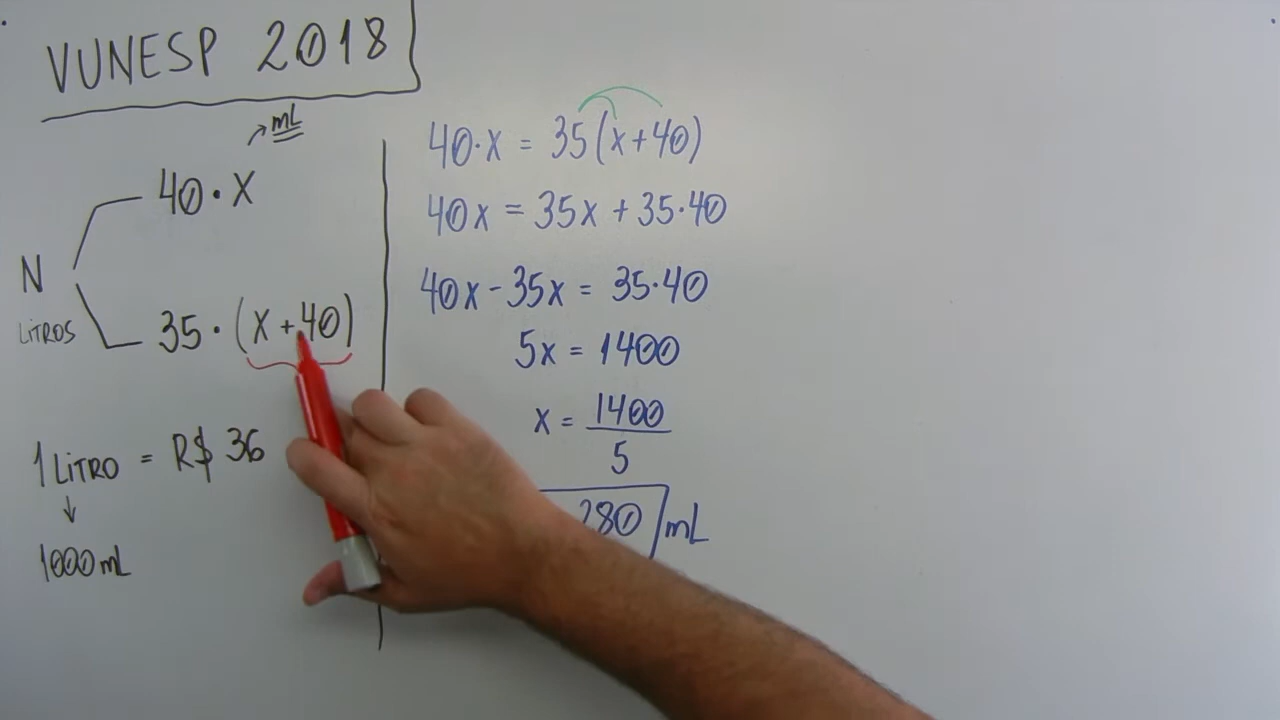 VUNESP 2018
mL
40·X
N
LITROS
35·(X+40)
1 LITRO = R$ 36
1000 mL
40·X = 35(X+40)
40X = 35X + 35·40
40X - 35X = 35·40
5X = 1400
X = 1400
5
280 mL